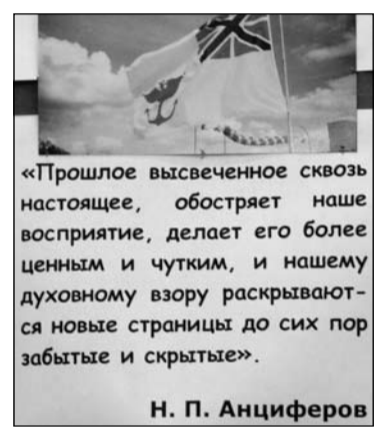 «Прошлое высвеченное сквозь
настоящее, обостряет наше
восприятие, делает его более
ценным и чутким, и нашему
духовному взору раскрывают-
ся новые страницы до сих пор
забытые и скрытые».
Н. П. Анциферов